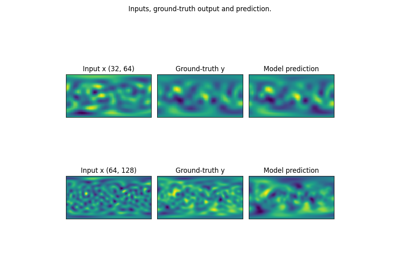 Inputs, ground-truth output and prediction.
Input x (32, 64) Ground-truth y Model prediction
Input x (64, 128) Ground-truth y Model prediction